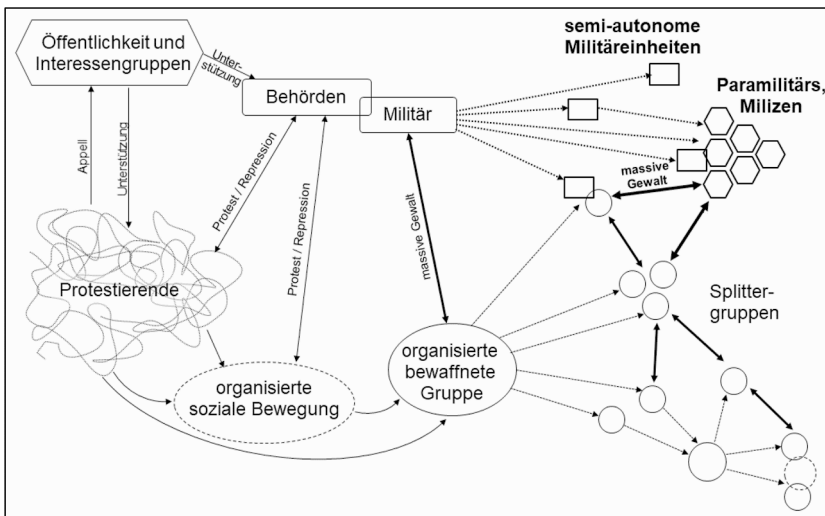 Öffentlichkeit und
Interessengruppen
Unter-
stützung
Behörden
Militär
semi-autonome
Militäreinheiten
Paramilitärs,
Milizen
Appell
Unterstützung
Protest / Repression
Protest / Repression
massive Gewalt
massive
Gewalt
Protestierende
organisierte
soziale Bewegung
organisierte
bewaffnete
Gruppe
Splitter-
gruppen